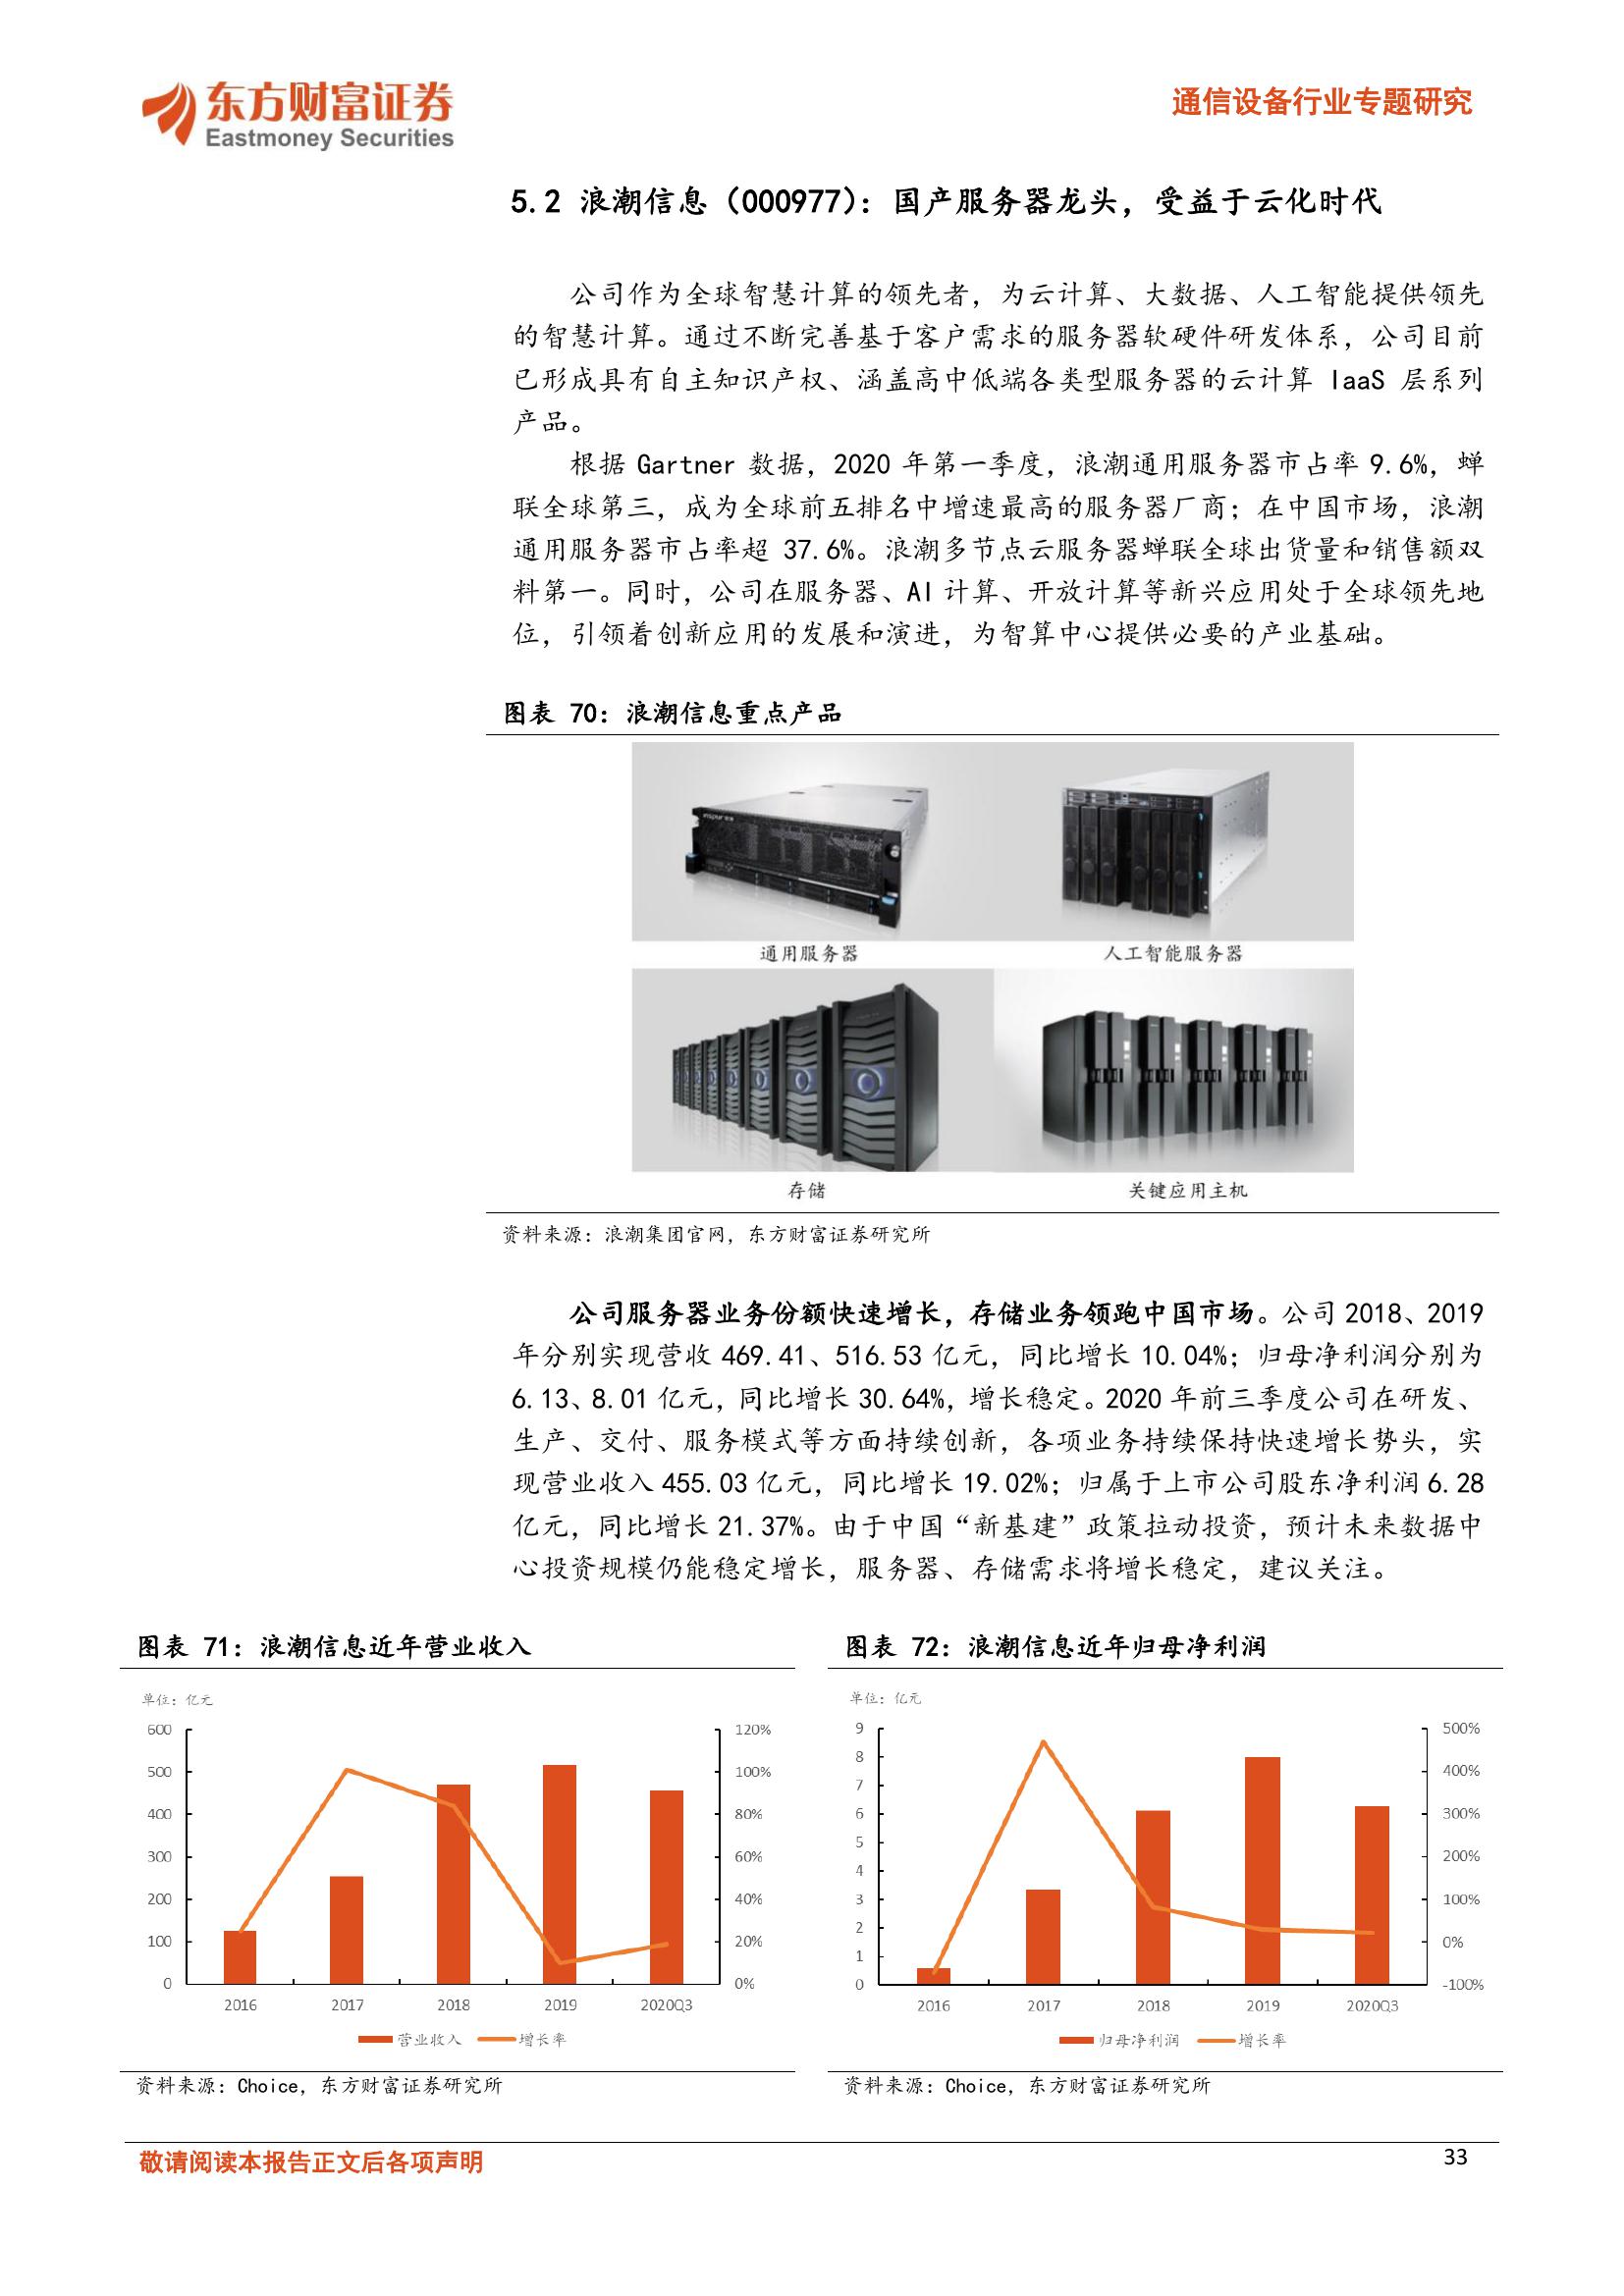 东方财富证券
Eastmoney Securities
通信设备行业专题研究
5.2 浪潮信息（000977）：国产服务器龙头，受益于云化时代
公司作为全球智慧计算的领先者，为云计算、大数据、人工智能提供领先
的智慧计算。通过不断完善基于客户需求的服务器软硬件研发体系，公司目前
已形成具有自主知识产权、涵盖高中低端各类型服务器的云计算 IaaS 层系列
产品。
根据 Gartner 数据，2020 年第一季度，浪潮通用服务器市占率 9.6%，蝉
联全球第三，成为全球前五排名中增速最高的服务器厂商；在中国市场，浪潮
通用服务器市占率超 37.6%。浪潮多节点云服务器蝉联全球出货量和销售额双
料第一。同时，公司在服务器、AI 计算、开放计算等新兴应用处于全球领先地
位，引领着创新应用的发展和演进，为智算中心提供必要的产业基础。
图表 70：浪潮信息重点产品
inspur 浪潮
通用服务器
人工智能服务器
存储
关键应用主机
资料来源：浪潮集团官网，东方财富证券研究所
公司服务器业务份额快速增长，存储业务领跑中国市场。公司 2018、2019
年分别实现营收 469.41、516.53 亿元，同比增长 10.04%；归母净利润分别为
6.13、8.01 亿元，同比增长 30.64%，增长稳定。2020 年前三季度公司在研发、
生产、交付、服务模式等方面持续创新，各项业务持续保持快速增长势头，实
现营业收入 455.03 亿元，同比增长 19.02%；归属于上市公司股东净利润 6.28
亿元，同比增长 21.37%。由于中国“新基建”政策拉动投资，预计未来数据中
心投资规模仍能稳定增长，服务器、存储需求将增长稳定，建议关注。
图表 71：浪潮信息近年营业收入
单位：亿元
600
500
400
300
200
100
0
120%
100%
80%
60%
40%
20%
0%
2016 2017 2018 2019 2020Q3
营业收入 增长率
资料来源：Choice，东方财富证券研究所
图表 72：浪潮信息近年归母净利润
单位：亿元
9
8
7
6
5
4
3
2
1
0
500%
400%
300%
200%
100%
0%
-100%
2016 2017 2018 2019 2020Q3
归母净利润 增长率
资料来源：Choice，东方财富证券研究所
敬请阅读本报告正文后各项声明
33